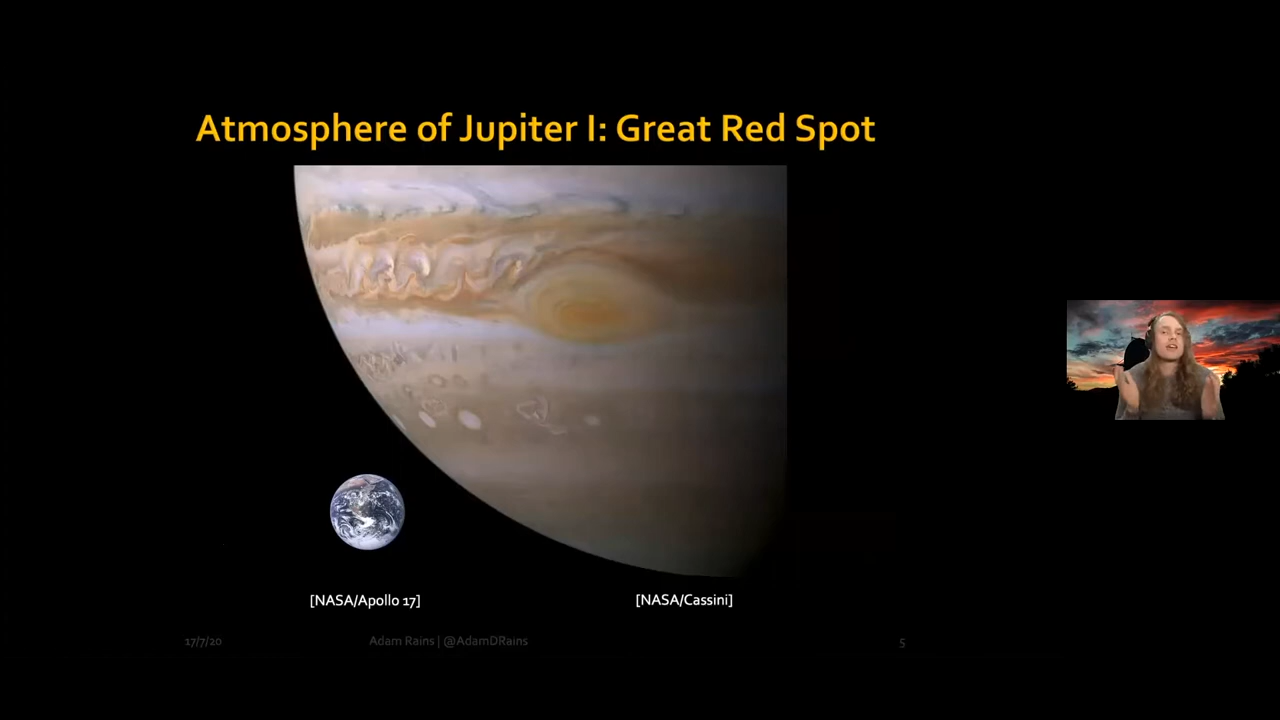 Atmosphere of Jupiter I: Great Red Spot
[NASA/Apollo 17]
[NASA/Cassini]
17/7/20
Adam Rains | @AdamDRains
5